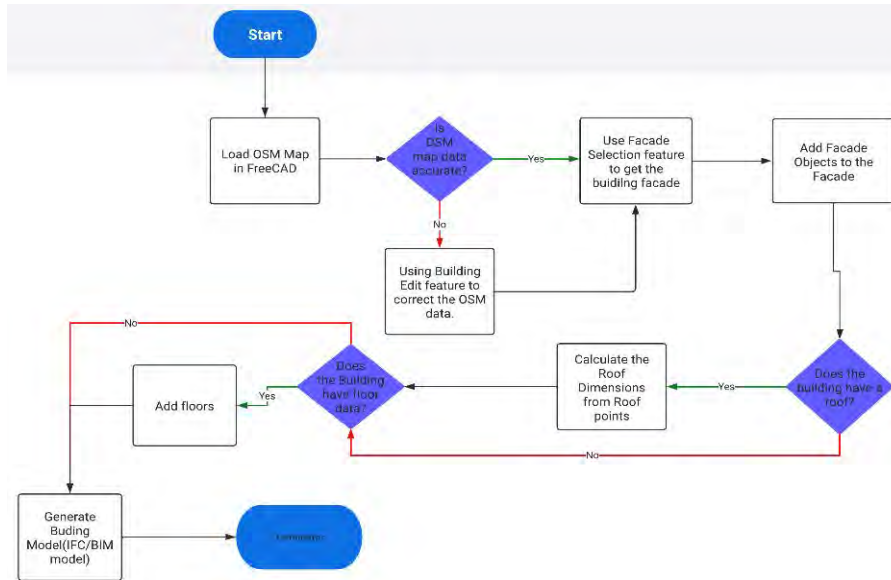 Start
Load OSM Map
in FreeCAD
Is
OSM
map data
accurate?
Yes
Use Facade
Selection feature
to get the
buidilng facade
Add Facade
Objects to the
Facade
No
Using Building
Edit feature to
correct the OSM
data.
No
Does
the Building
have floor
data?
Yes
Add floors
Calculate the
Roof
Dimensions
from Roof
points
Yes
Does the
building have a
roof?
No
Generate
Buding
Model(IFC/BIM
model)